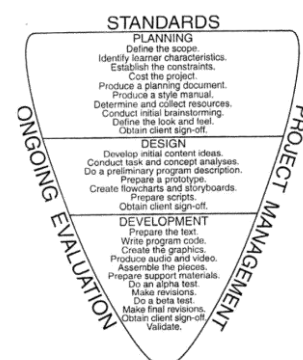 STANDARDS
PLANNING
Define the scope.
Identify learner characteristics.
Establish the constraints.
Cost the project.
Produce a planning document.
Produce a style manual.
Determine and collect resources.
Conduct initial brainstorming.
Define the look and feel.
Obtain client sign-off.
DESIGN
Develop initial content ideas.
Conduct task and concept analyses.
Do a preliminary program description.
Prepare a prototype.
Create flowcharts and storyboards.
Prepare scripts.
Obtain client sign-off.
DEVELOPMENT
Prepare the text.
Write program code.
Create the graphics.
Produce audio and video.
Assemble the pieces.
Prepare support materials.
Do an alpha test.
Make revisions.
Do a beta test.
Make final revisions.
Obtain client sign-off.
Validate.
ONGOING EVALUATION
PROJECT MANAGEMENT